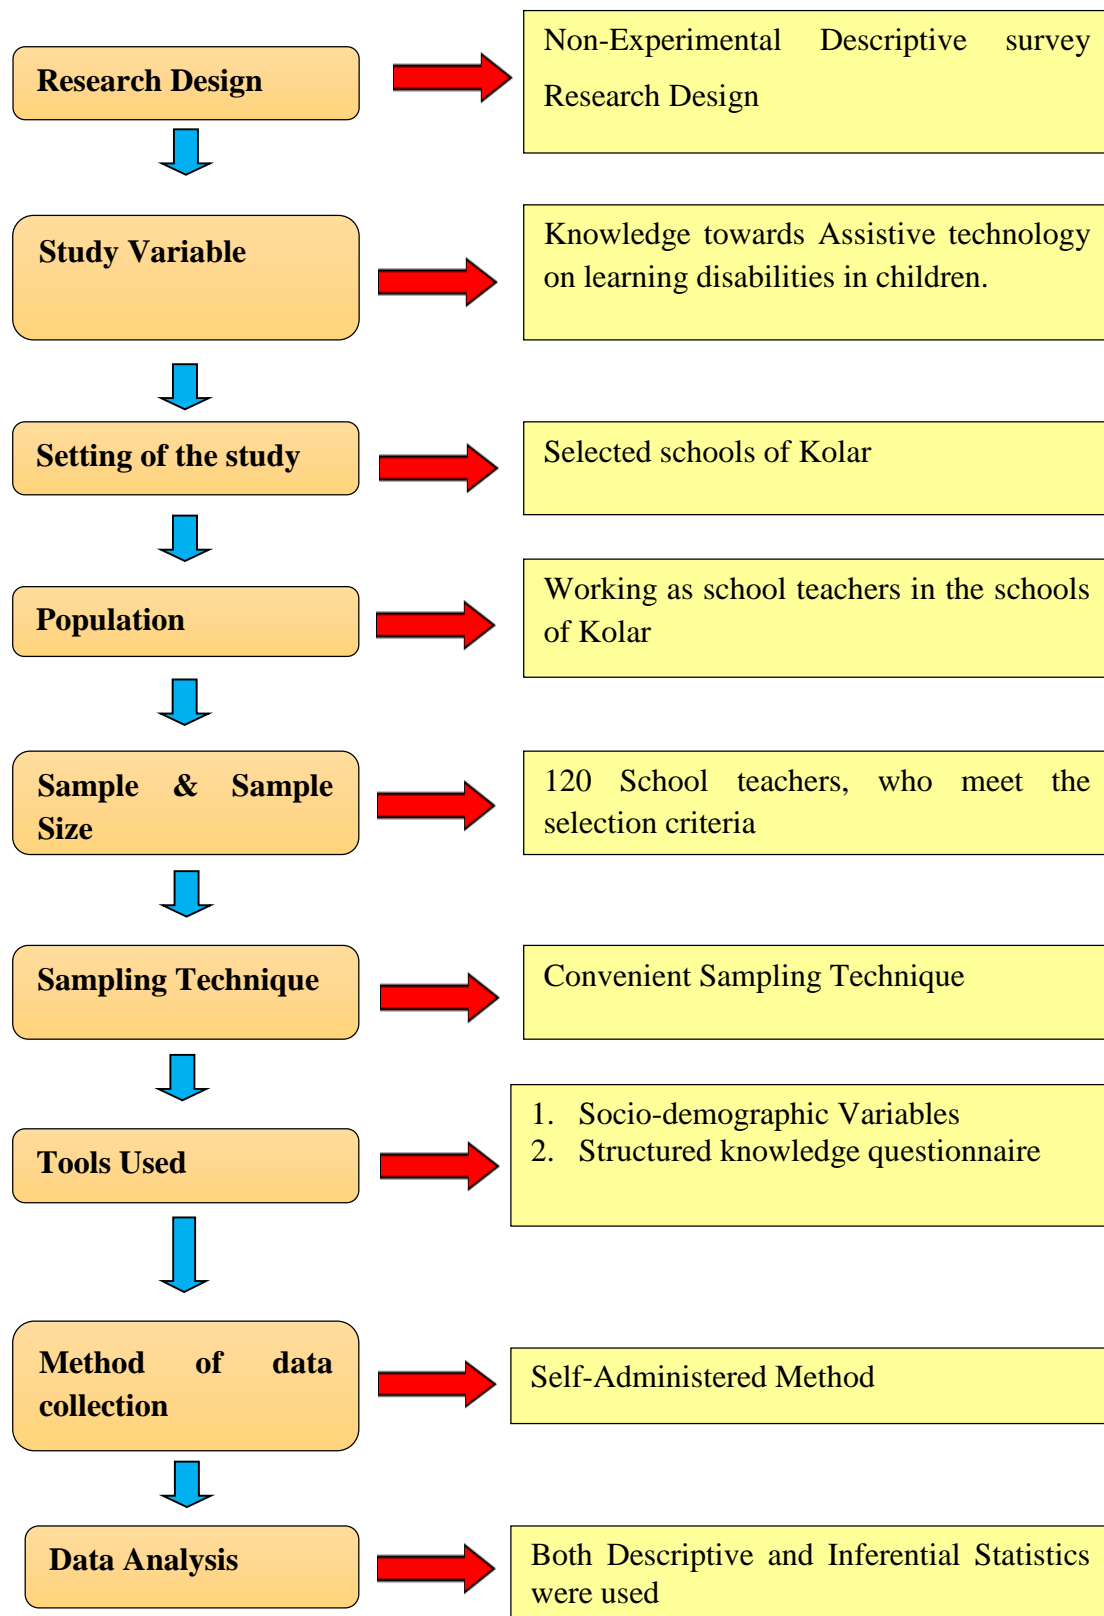 Research Design
Non-Experimental Descriptive survey
Research Design
Study Variable
Knowledge towards Assistive technology
on learning disabilities in children.
Setting of the study
Selected schools of Kolar
Population
Working as school teachers in the schools
of Kolar
Sample & Sample
Size
120 School teachers, who meet the
selection criteria
Sampling Technique
Convenient Sampling Technique
Tools Used
1. Socio-demographic Variables
2. Structured knowledge questionnaire
Method of data
collection
Self-Administered Method
Data Analysis
Both Descriptive and Inferential Statistics
were used